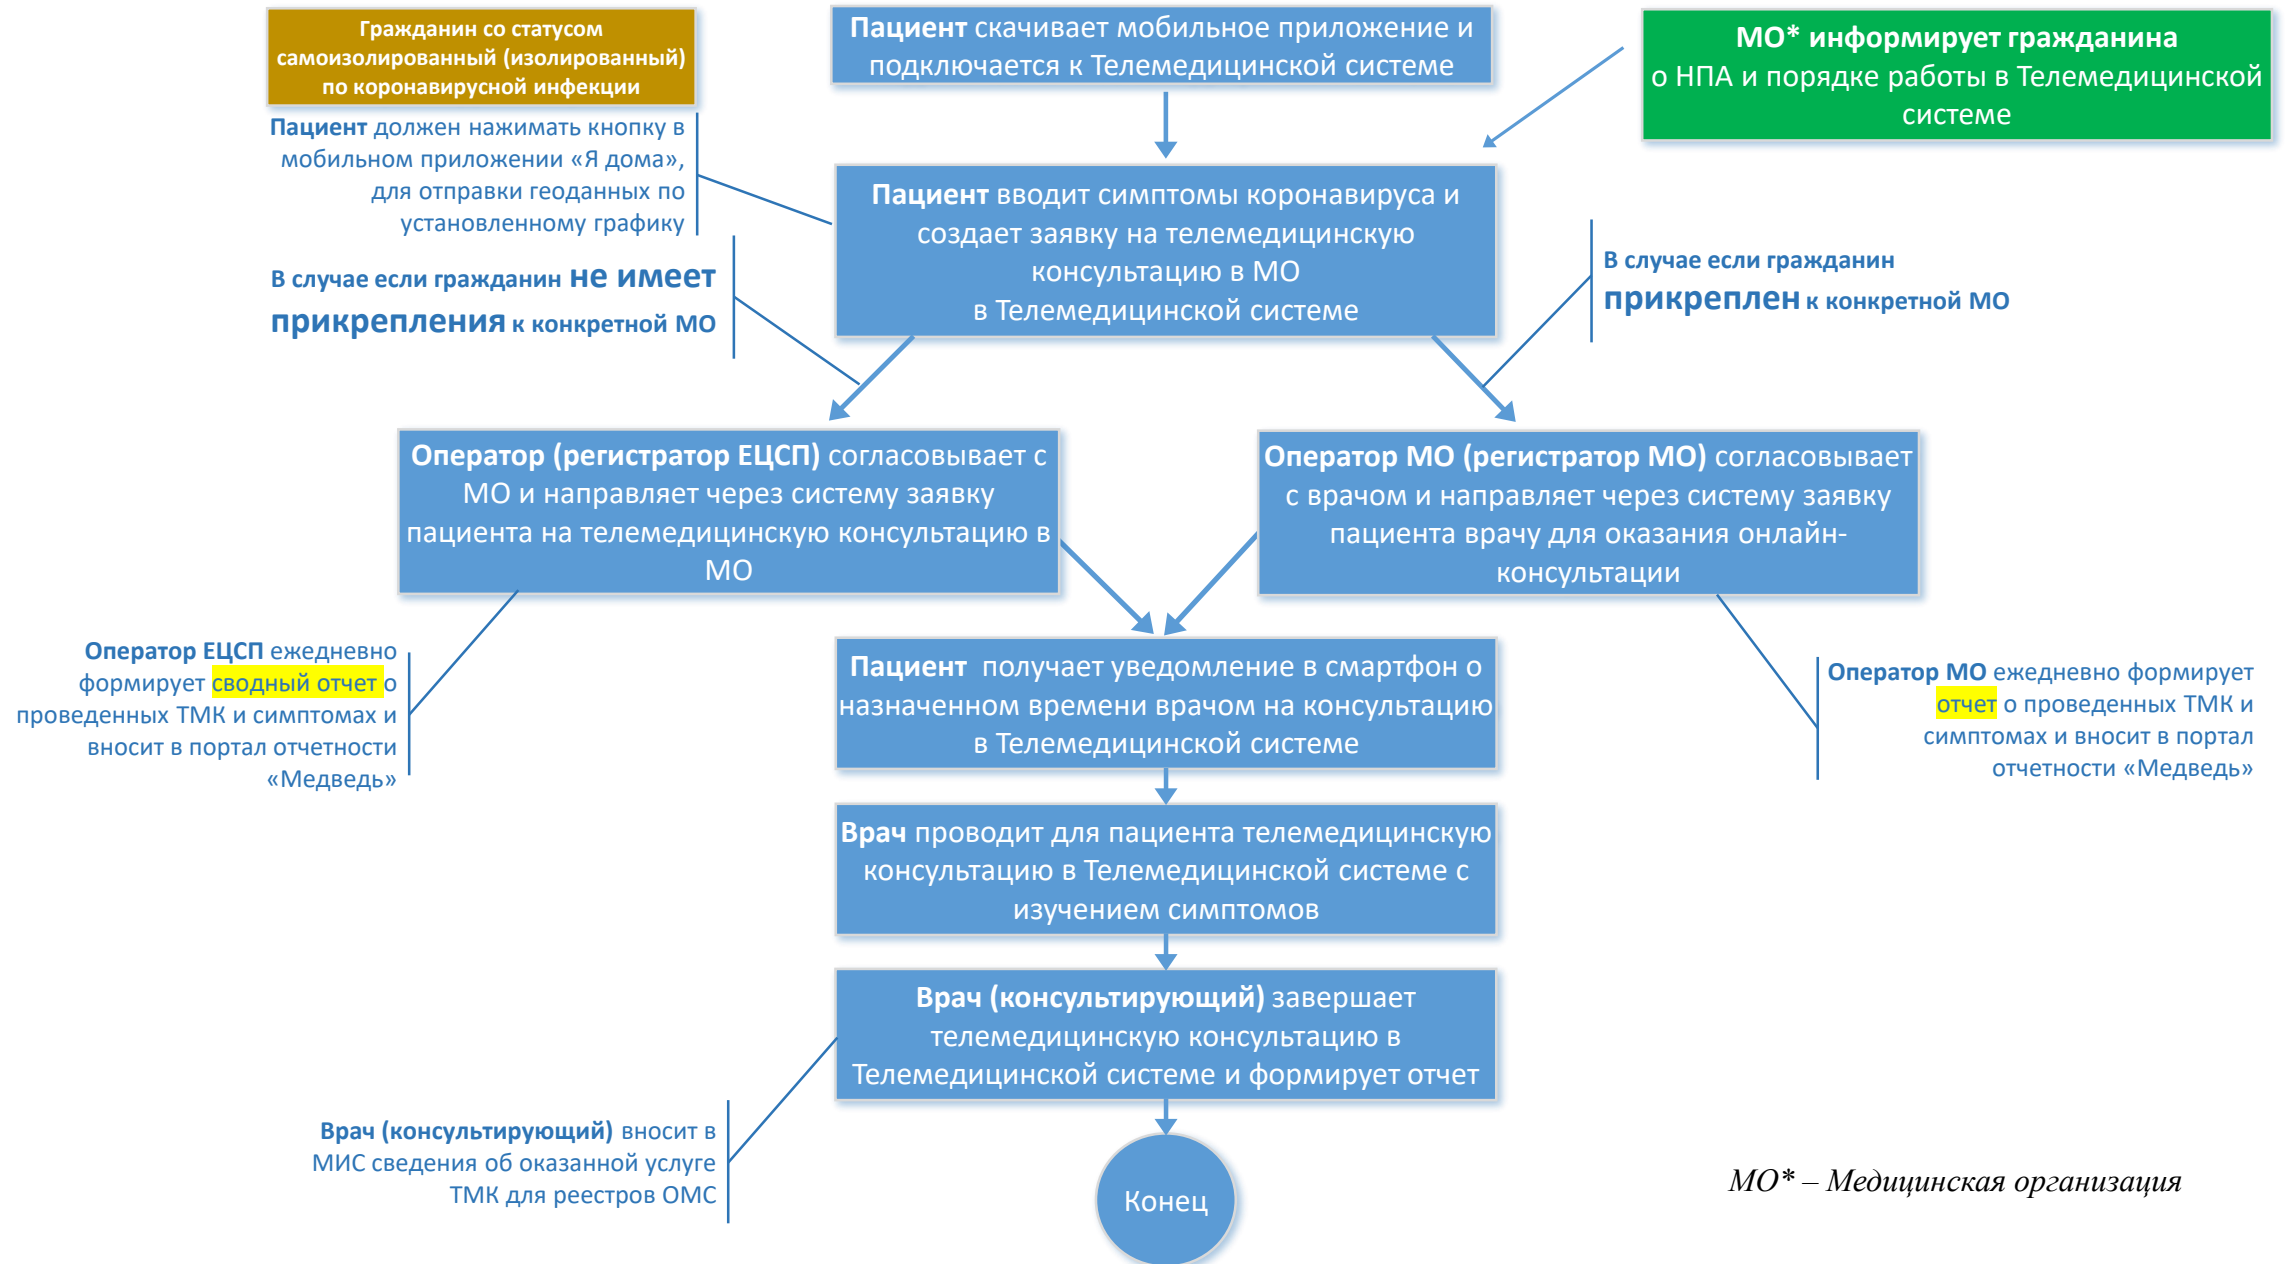 Гражданин со статусом
самоизолированный (изолированный)
по коронавирусной инфекции
Пациент скачивает мобильное приложение и
подключается к Телемедицинской системе
МО* информирует гражданина
о НПА и порядке работы в Телемедицинской
системе
Пациент должен нажимать кнопку в
мобильном приложении «Я дома»,
для отправки геоданных по
установленному графику
Пациент вводит симптомы коронавируса и
создает заявку на телемедицинскую
консультацию в МО
в Телемедицинской системе
В случае если гражданин не имеет
прикрепления к конкретной МО
В случае если гражданин
прикреплен к конкретной МО
Оператор (регистратор ЕЦСП) согласовывает с
МО и направляет через систему заявку
пациента на телемедицинскую консультацию в
МО
Оператор МО (регистратор МО) согласовывает
с врачом и направляет через систему заявку
пациента врачу для оказания онлайн-
консультации
Оператор ЕЦСП ежедневно
формирует сводный отчет о
проведенных ТМК и симптомах и
вносит в портал отчетности
«Медведь»
Пациент получает уведомление в смартфон о
назначенном времени врачом на консультацию
в Телемедицинской системе
Оператор МО ежедневно формирует
отчет о проведенных ТМК и
симптомах и вносит в портал
отчетности «Медведь»
Врач проводит для пациента телемедицинскую
консультацию в Телемедицинской системе с
изучением симптомов
Врач (консультирующий) завершает
телемедицинскую консультацию в
Телемедицинской системе и формирует отчет
Врач (консультирующий) вносит в
МИС сведения об оказанной услуге
ТМК для реестров ОМС
Конец
МО* – Медицинская организация